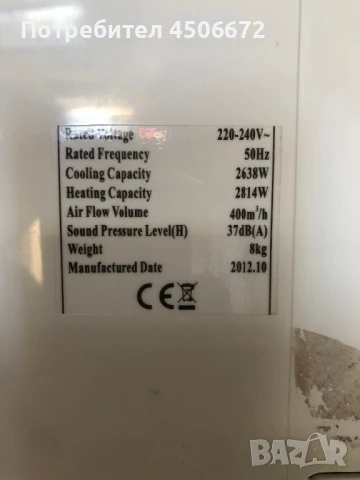 Потребител 4506672
Rated Voltage 220-240V~
Rated Frequency 50Hz
Cooling Capacity 2638W
Heating Capacity 2814W
Air Flow Volume 400m³/h
Sound Pressure Level(H) 37dB(A)
Weight 8kg
Manufactured Date 2012.10
CE
BAZAR